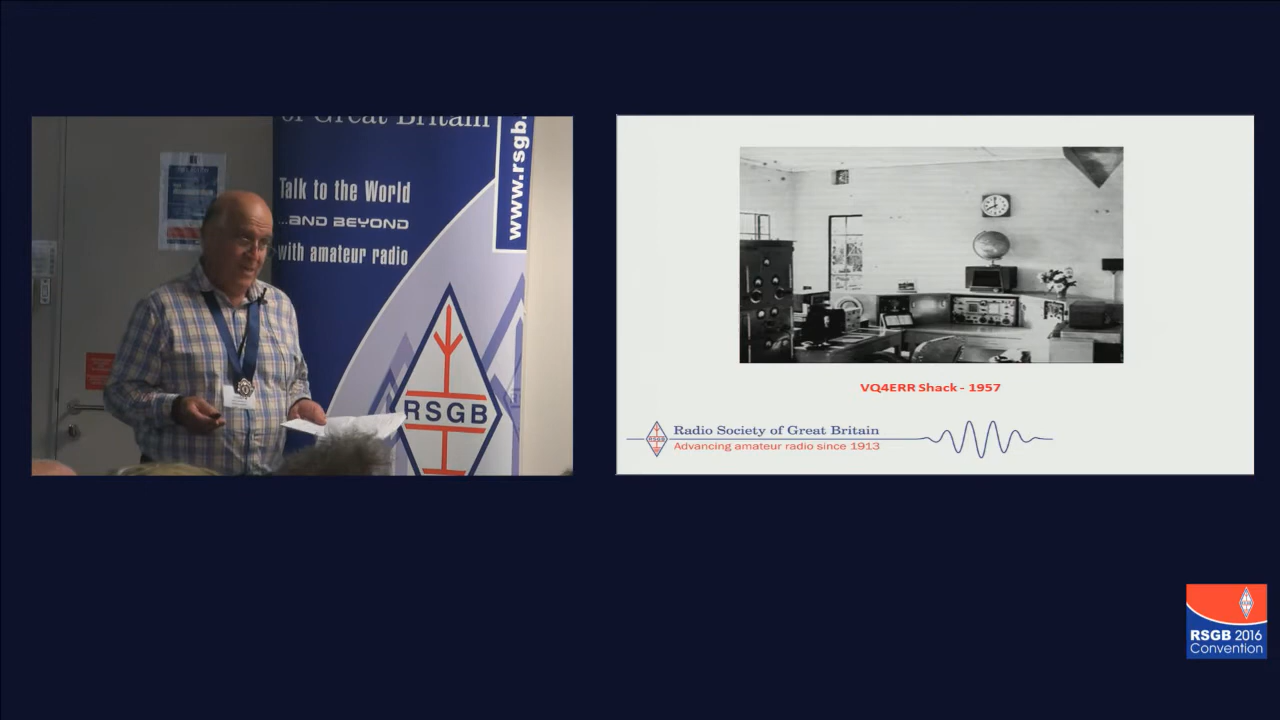 of Great Britain
www.rsgb.
Talk to the World
...AND BEYOND
with amateur radio
RSGB
VQ4ERR Shack - 1957
RSGB
Radio Society of Great Britain
Advancing amateur radio since 1913
RSGB 2016
Convention